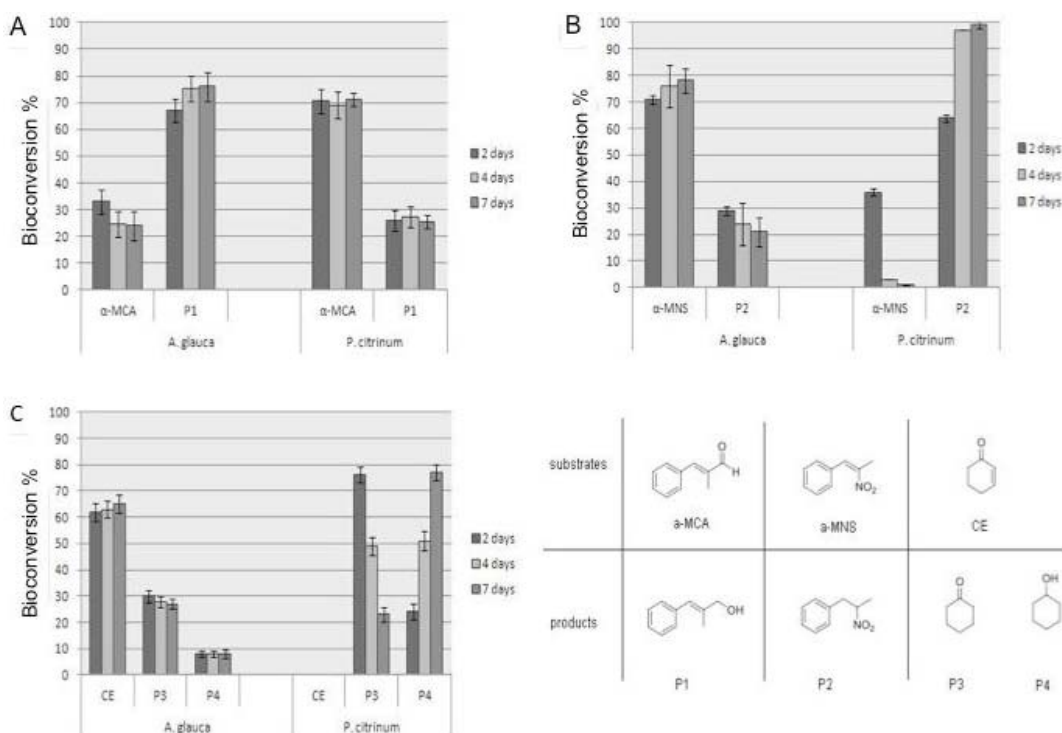 A
Bioconversion %
100
90
80
70
60
50
40
30
20
10
0
α-MCA P1 α-MCA P1
A. glauca P. citrinum
2 days
4 days
7 days
B
Bioconversion %
100
90
80
70
60
50
40
30
20
10
0
α-MNS P2 α-MNS P2
A.glauca P. citrinum
2 days
4 days
7 days
C
Bioconversion %
100
90
80
70
60
50
40
30
20
10
0
CE P3 P4 CE P3 P4
A.glauca P.citrinum
2 days
4 days
7 days
substrates
O
H
a-MCA
NO2
a-MNS
O
CE
products
OH
P1
NO2
P2
O
P3
OH
P4